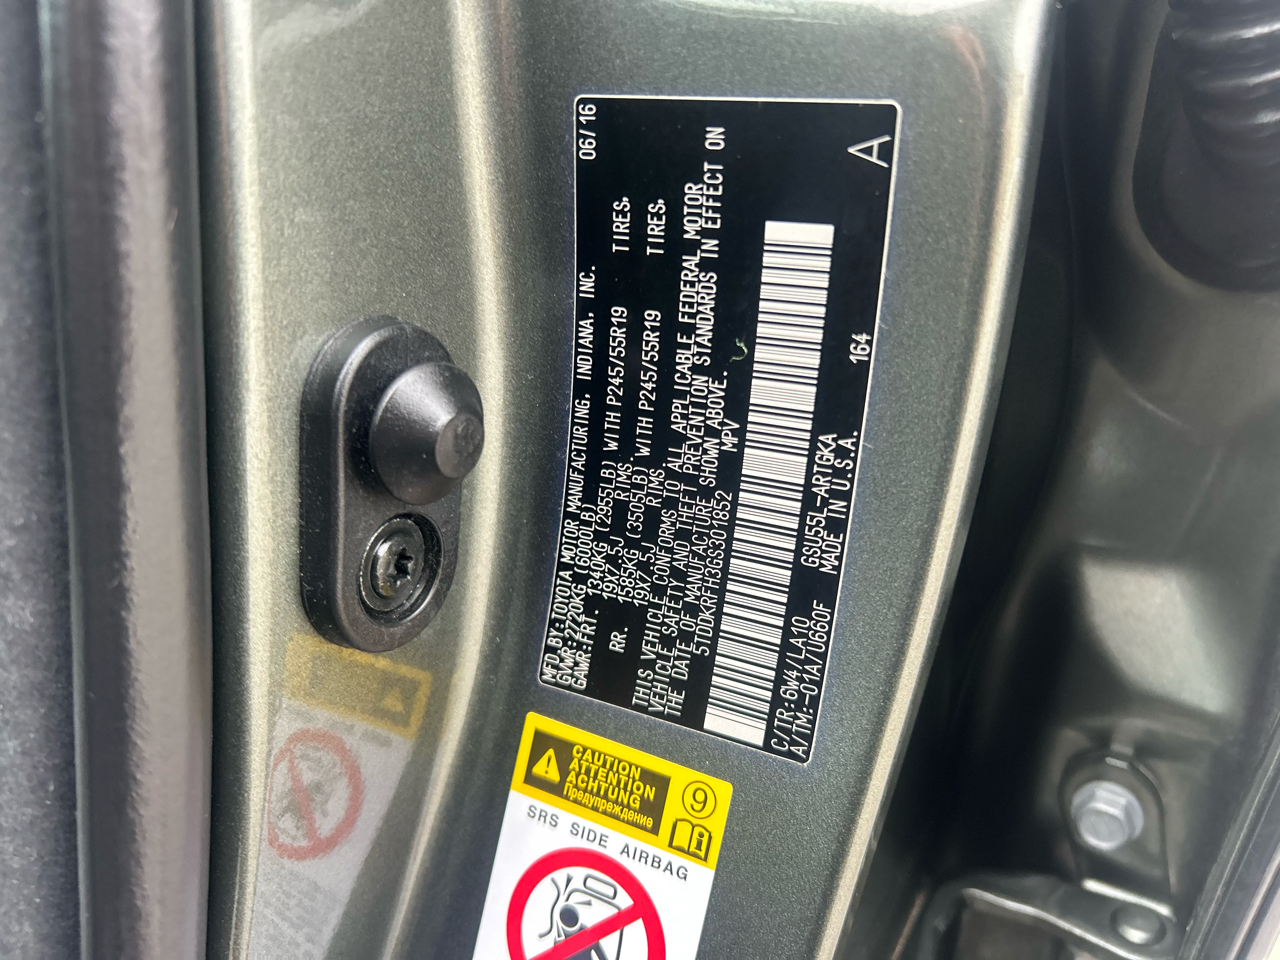 MFD.BY:TOYOTA MOTOR MANUFACTURING, INDIANA, INC. 06/16
GVWR:2720KG (6000LB)
GAWR:FRT. 1340KG (2955LB) WITH P245/55R19 TIRES,
19X7.5J RIMS.
RR. 1585KG (3505LB) WITH P245/55R19 TIRES,
19X7.5J RIMS.
THIS VEHICLE CONFORMS TO ALL APPLICABLE FEDERAL MOTOR
VEHICLE SAFETY AND THEFT PREVENTION STANDARDS IN EFFECT ON
THE DATE OF MANUFACTURE SHOWN ABOVE.
5TDDKRFH3GS301852 MPV
C/TR:6W4/LA10 GSU55L-ARTGKA 164 A
A/TM:-01A/U660F MADE IN U.S.A.
CAUTION
ATTENTION
ACHTUNG
Предупреждение
9
i
SRS SIDE AIRBAG